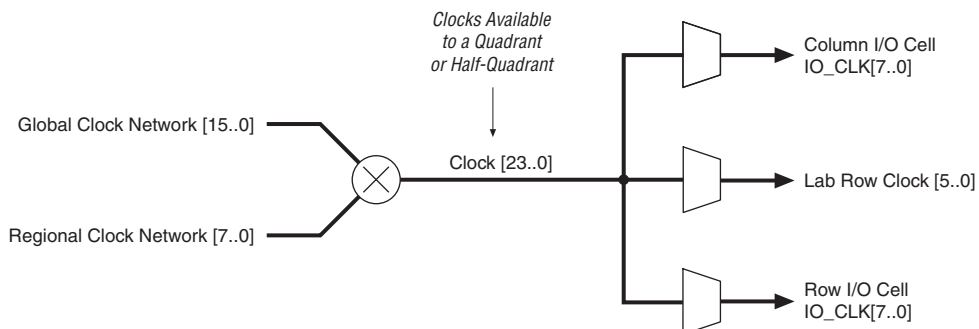 Clocks Available
to a Quadrant
or Half-Quadrant
Column I/O Cell
IO_CLK[7..0]
Global Clock Network [15..0]
Clock [23..0]
Lab Row Clock [5..0]
Regional Clock Network [7..0]
Row I/O Cell
IO_CLK[7..0]